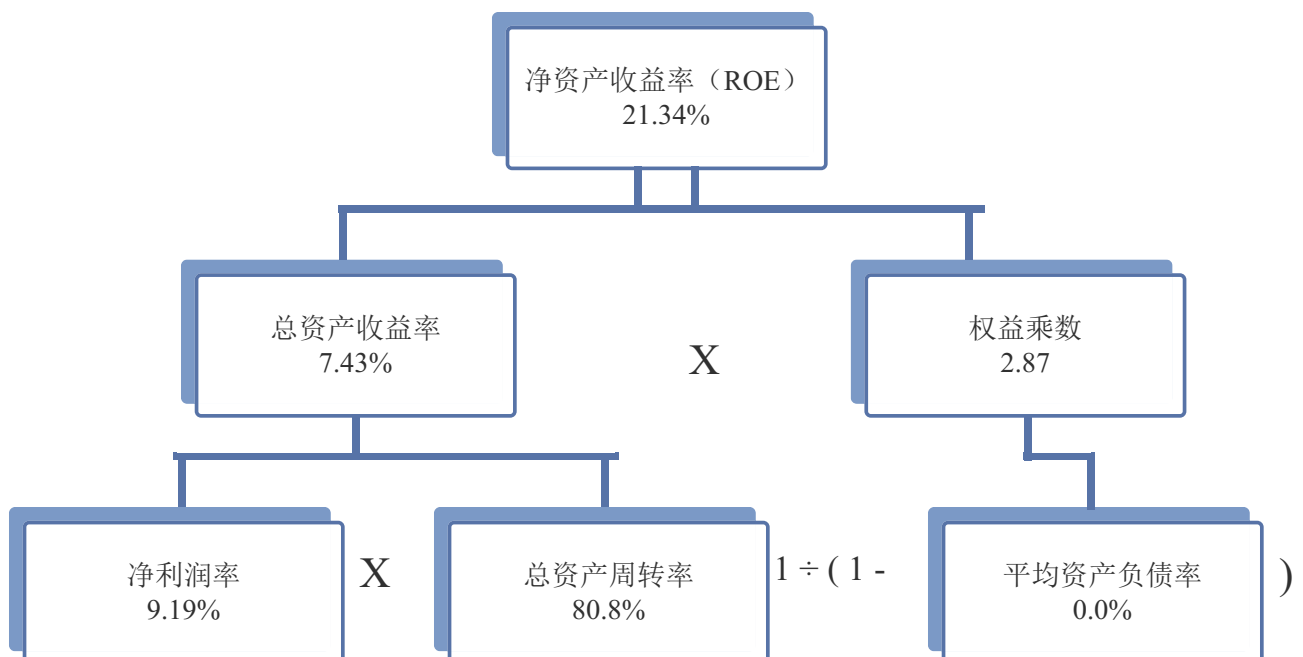 净资产收益率（ROE）
21.34%
总资产收益率
7.43%
X
权益乘数
2.87
净利润率
9.19%
X
总资产周转率
80.8%
1 ÷ ( 1 -
平均资产负债率
0.0%
)